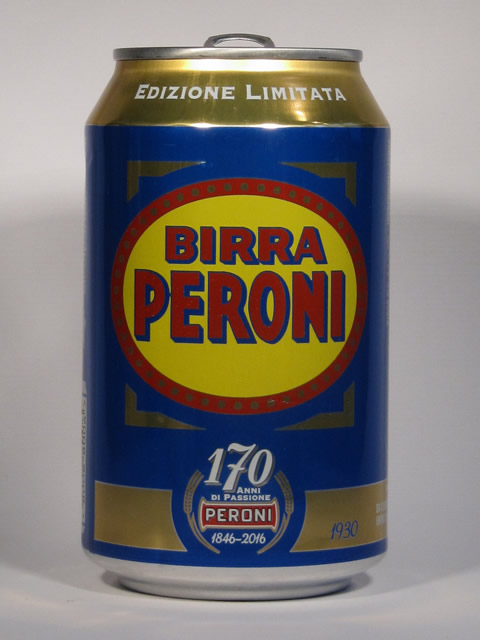 EDIZIONE LIMITATA
BIRRA
PERONI
170
ANNI
DI PASSIONE
PERONI
1846-2016
1930